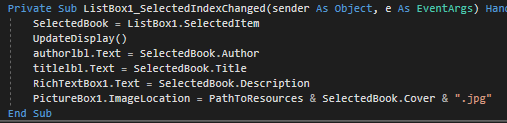 Private Sub ListBox1_SelectedIndexChanged(sender As Object, e As EventArgs) Hand
SelectedBook = ListBox1.SelectedItem
UpdateDisplay()
authorlbl.Text = SelectedBook.Author
titlelbl.Text = SelectedBook.Title
RichTextBox1.Text = SelectedBook.Description
PictureBox1.ImageLocation = PathToResources & SelectedBook.Cover & ".jpg"
End Sub